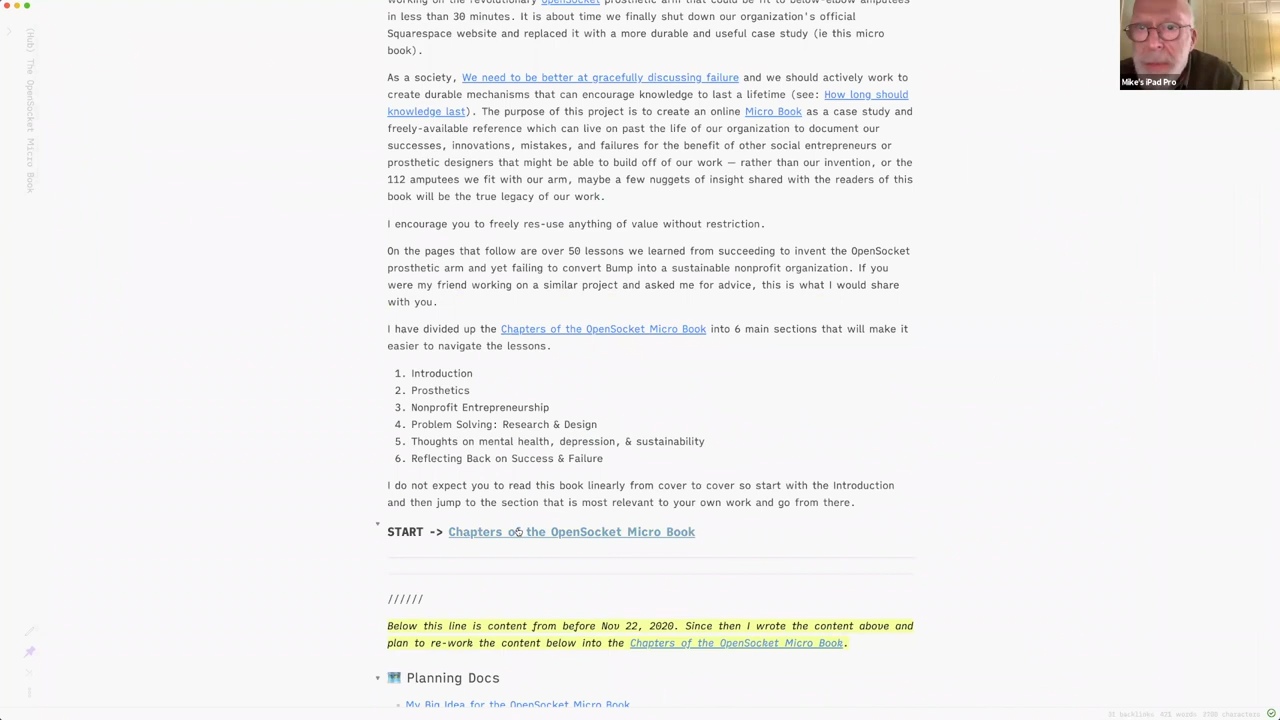 working on the revolutionary OpenSocket prosthetic arm that could be fit to below-elbow amputees
in less than 30 minutes. It is about time we finally shut down our organization's official
Squarespace website and replaced it with a more durable and useful case study (ie this micro
book).
As a society, We need to be better at gracefully discussing failure and we should actively work to
create durable mechanisms that can encourage knowledge to last a lifetime (see: How long should
knowledge last). The purpose of this project is to create an online Micro Book as a case study and
freely-available reference which can live on past the life of our organization to document our
successes, innovations, mistakes, and failures for the benefit of other social entrepreneurs or
prosthetic designers that might be able to build off of our work — rather than our invention, or the
112 amputees we fit with our arm, maybe a few nuggets of insight shared with the readers of this
book will be the true legacy of our work.
I encourage you to freely res-use anything of value without restriction.
On the pages that follow are over 50 lessons we learned from succeeding to invent the OpenSocket
prosthetic arm and yet failing to convert Bump into a sustainable nonprofit organization. If you
were my friend working on a similar project and asked me for advice, this is what I would share
with you.
I have divided up the Chapters of the OpenSocket Micro Book into 6 main sections that will make it
easier to navigate the lessons.
1. Introduction
2. Prosthetics
3. Nonprofit Entrepreneurship
4. Problem Solving: Research & Design
5. Thoughts on mental health, depression, & sustainability
6. Reflecting Back on Success & Failure
I do not expect you to read this book linearly from cover to cover so start with the Introduction
and then jump to the section that is most relevant to your own work and go from there.
START -> Chapters of the OpenSocket Micro Book
//////
Below this line is content from before Nov 22, 2020. Since then I wrote the content above and
plan to re-work the content below into the Chapters of the OpenSocket Micro Book.
🗺️ Planning Docs
My Big Idea for the OpenSocket Micro Book
(Hub) The OpenSocket Micro Book
Mike's iPad Pro